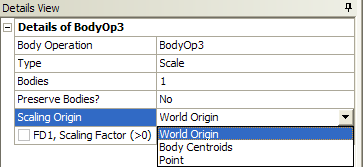 Details View
Details of BodyOp3
Body Operation BodyOp3
Type Scale
Bodies 1
Preserve Bodies? No
Scaling Origin World Origin
FD1, Scaling Factor (>0) World Origin
Body Centroids
Point